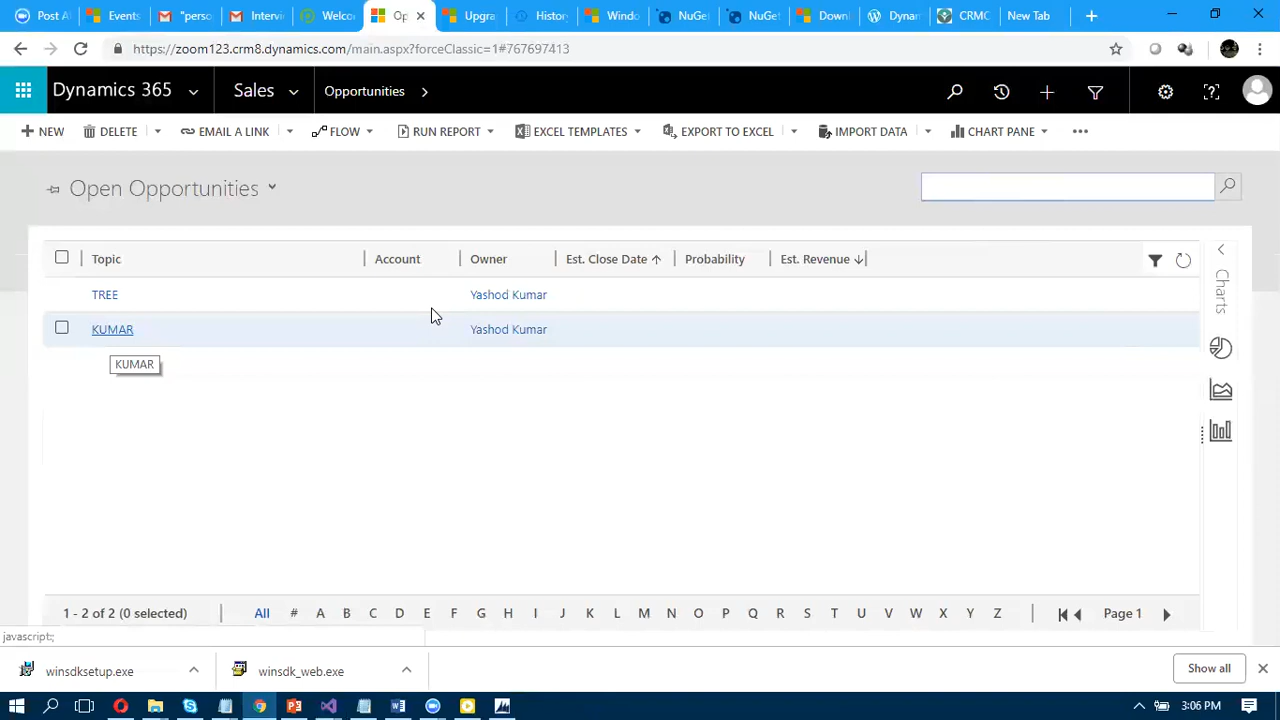 Post At
Events
"perso
Intervi
Welco
Op
Upgra
History
Windo
NuGet
NuGet
Downl
Dynar
CRMC
New Tab
https://zoom123.crm8.dynamics.com/main.aspx?forceClassic=1#767697413
Dynamics 365
Sales
Opportunities
NEW
DELETE
EMAIL A LINK
FLOW
RUN REPORT
EXCEL TEMPLATES
EXPORT TO EXCEL
IMPORT DATA
CHART PANE
Open Opportunities
Topic
Account
Owner
Est. Close Date
Probability
Est. Revenue
TREE
Yashod Kumar
KUMAR
Yashod Kumar
KUMAR
Charts
1 - 2 of 2 (0 selected)
All # A B C D E F G H I J K L M N O P Q R S T U V W X Y Z
Page 1
javascript:;
winsdksetup.exe
winsdk_web.exe
Show all
3:06 PM